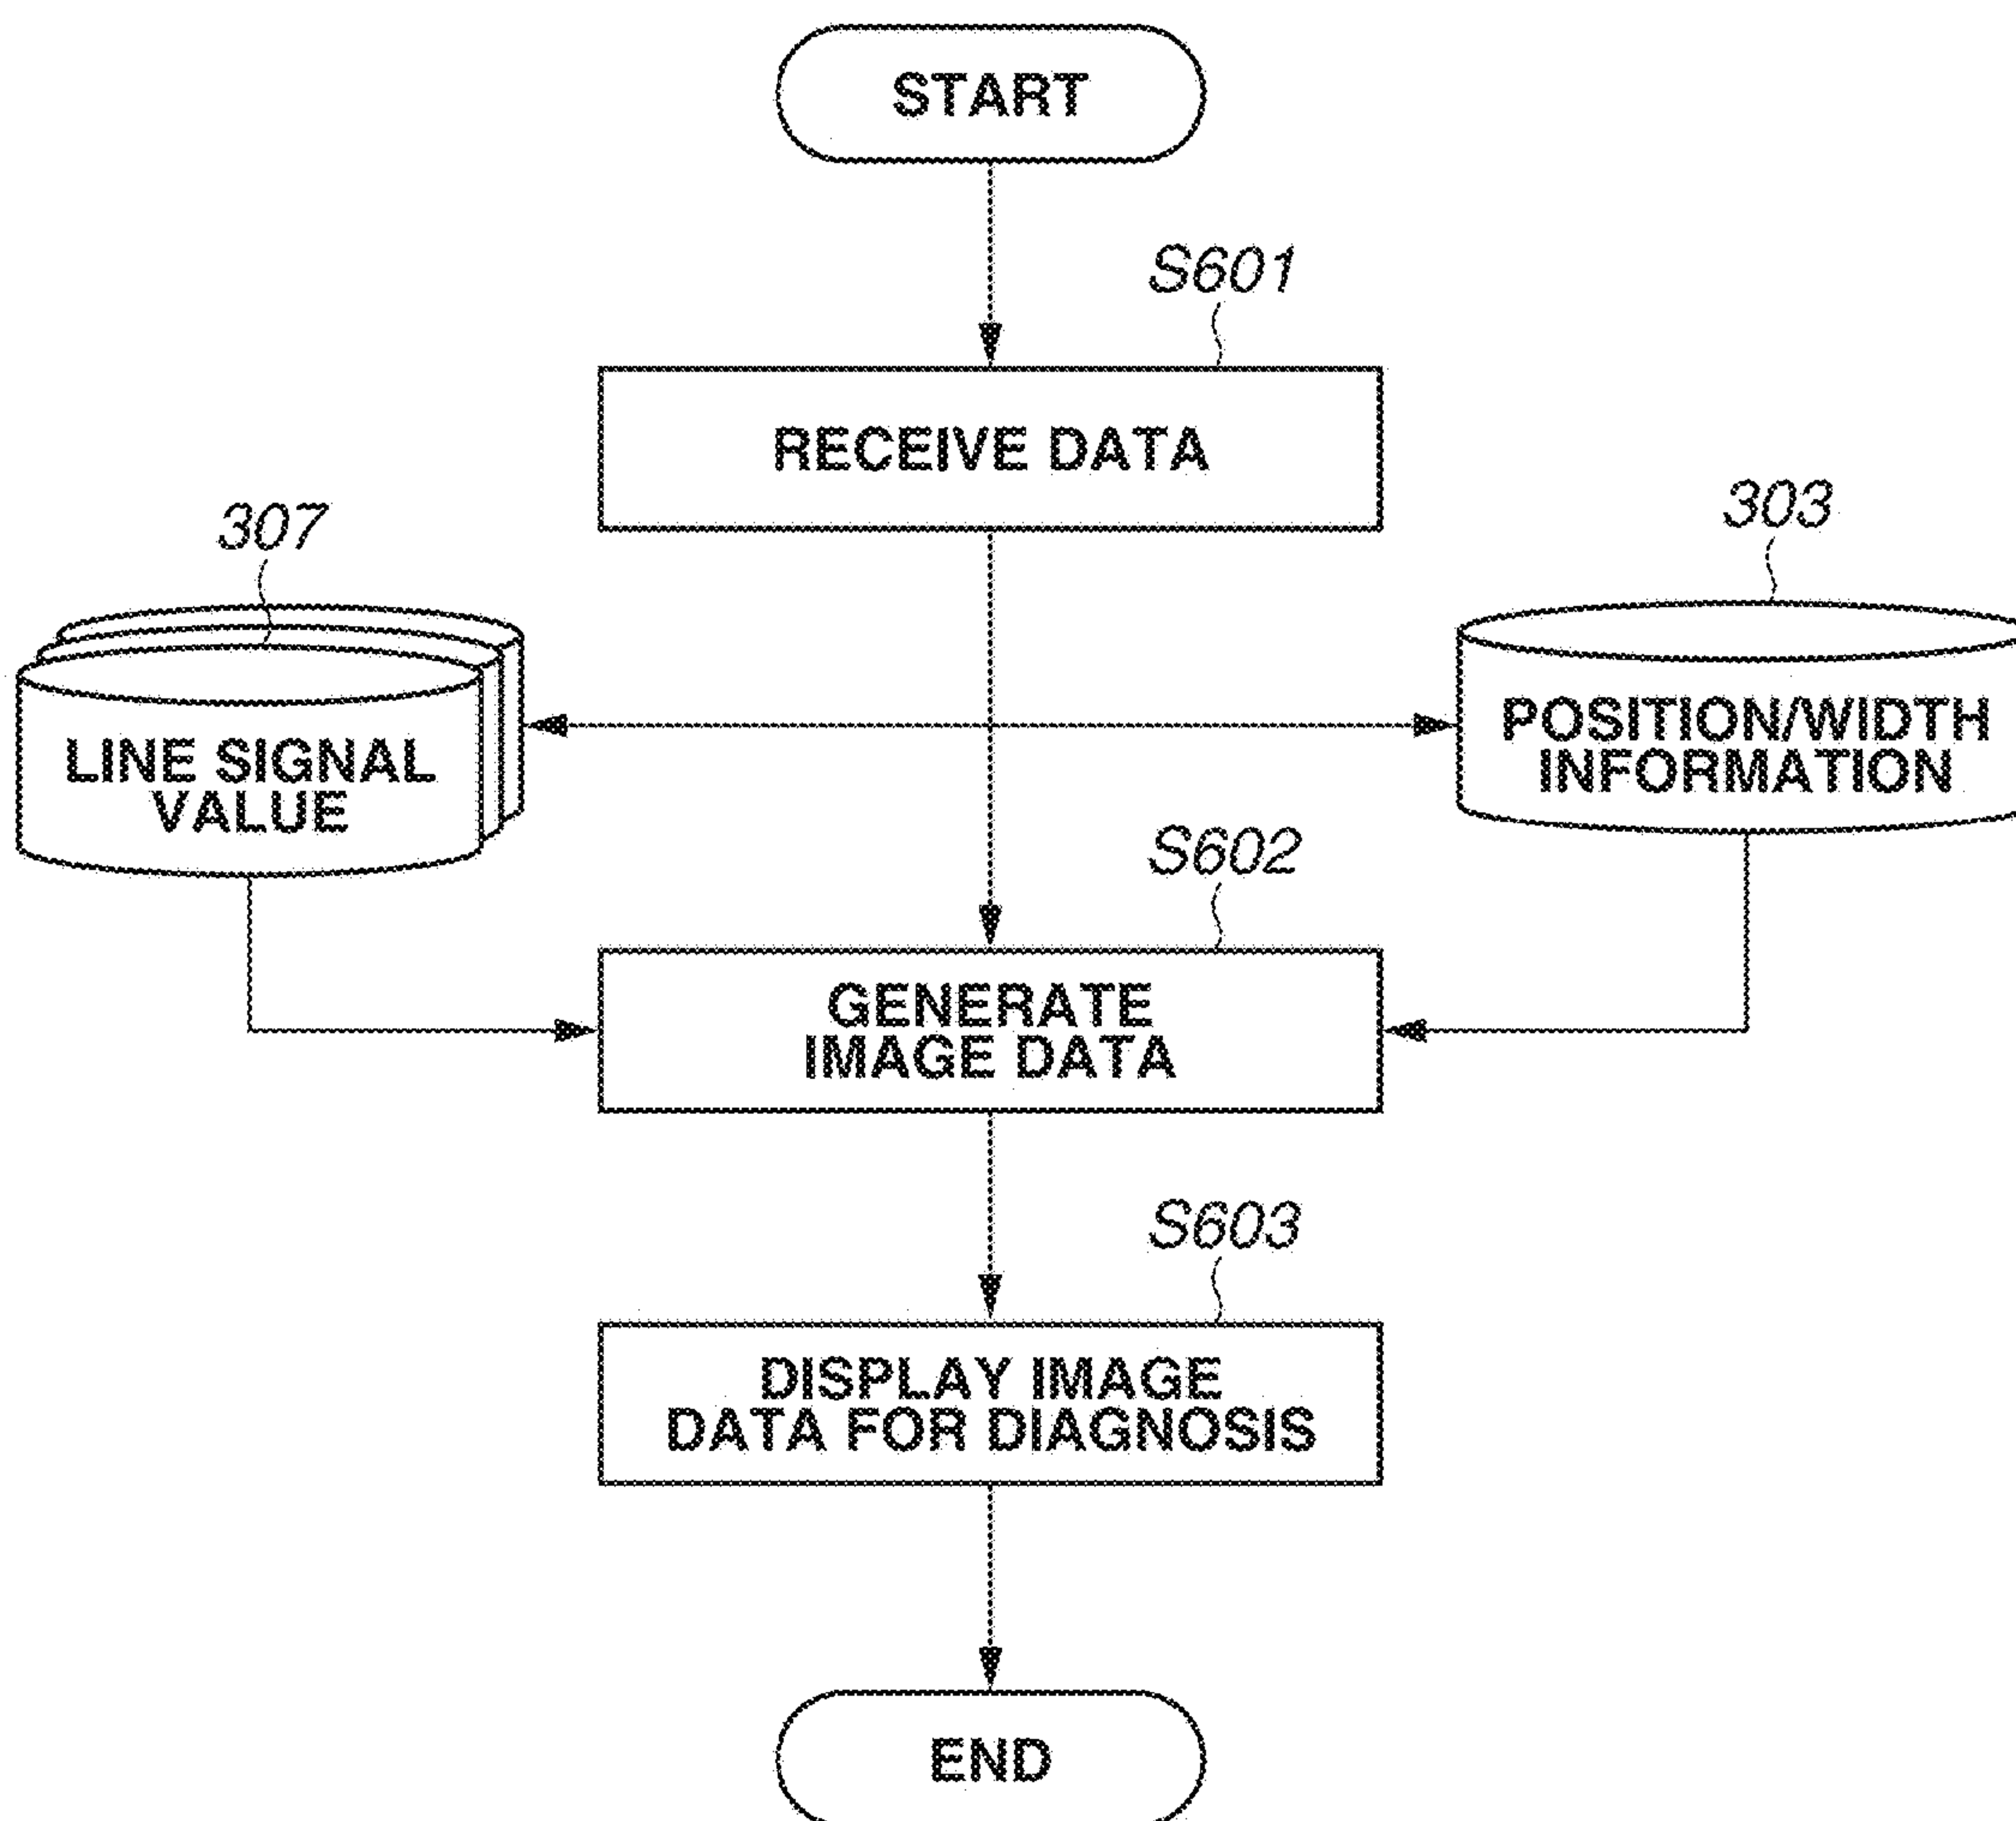 START
S601
RECEIVE DATA
307
303
LINE SIGNAL
VALUE
POSITION/WIDTH
INFORMATION
S602
GENERATE
IMAGE DATA
S603
DISPLAY IMAGE
DATA FOR DIAGNOSIS
END